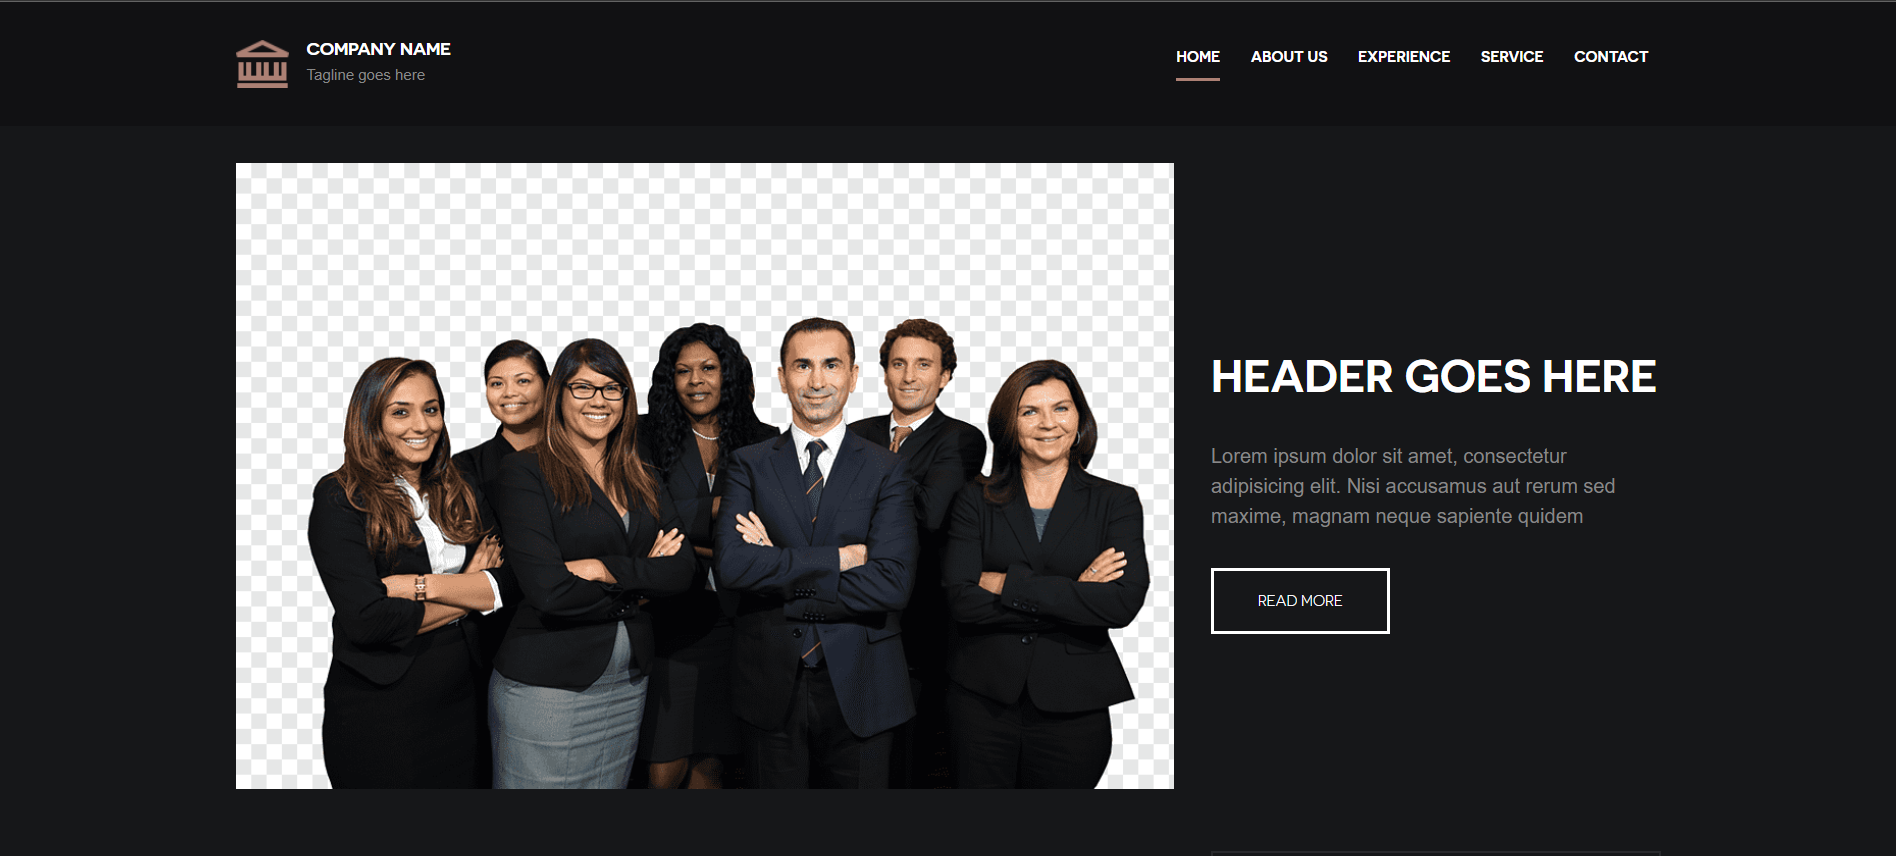 COMPANY NAME
Tagline goes here
HOME ABOUT US EXPERIENCE SERVICE CONTACT
HEADER GOES HERE
Lorem ipsum dolor sit amet, consectetur
adipisicing elit. Nisi accusamus aut rerum sed
maxime, magnam neque sapiente quidem
READ MORE